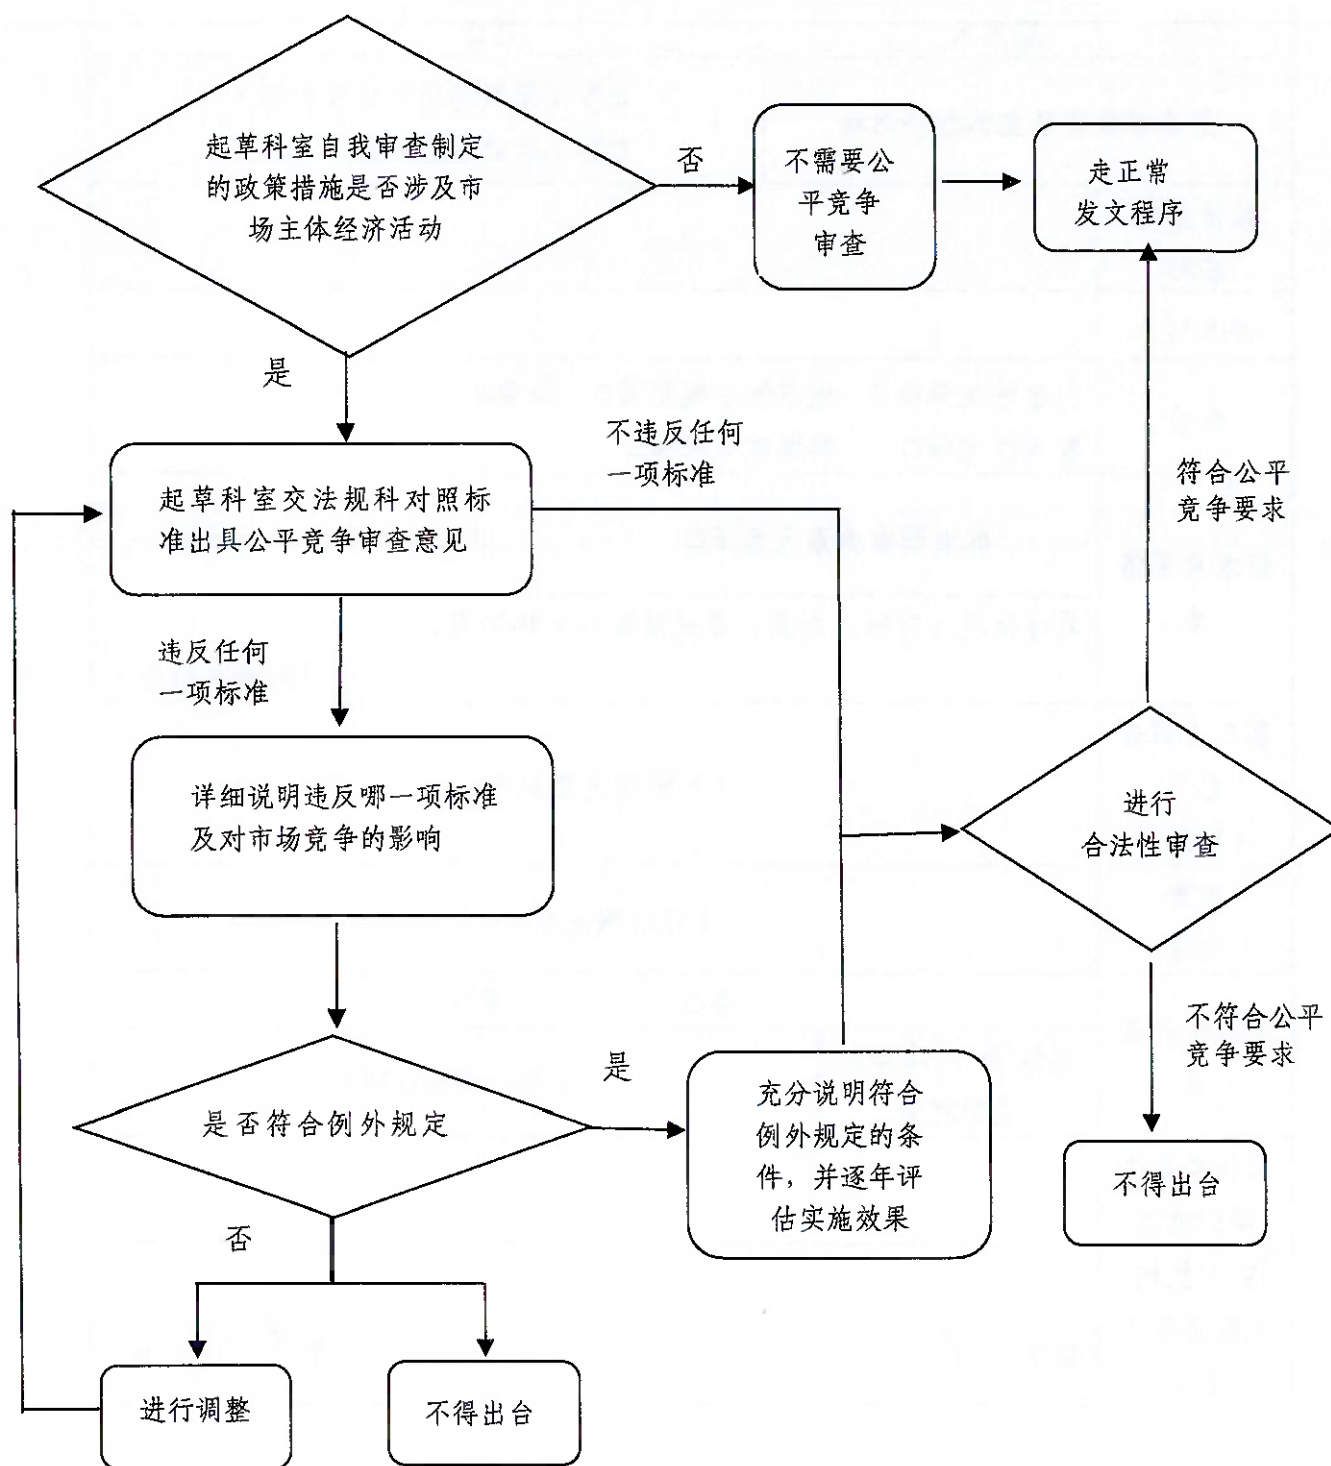 起草科室自我审查制定
的政策措施是否涉及市
场主体经济活动
否
不需要公
平竞争
审查
走正常
发文程序
是
不违反任何
一项标准
符合公平
竞争要求
起草科室交法规科对照标
准出具公平竞争审查意见
违反任何
一项标准
详细说明违反哪一项标准
及对市场竞争的影响
进行
合法性审查
不符合公平
竞争要求
是否符合例外规定
是
充分说明符合
例外规定的条
件，并逐年评
估实施效果
不得出台
否
进行调整
不得出台